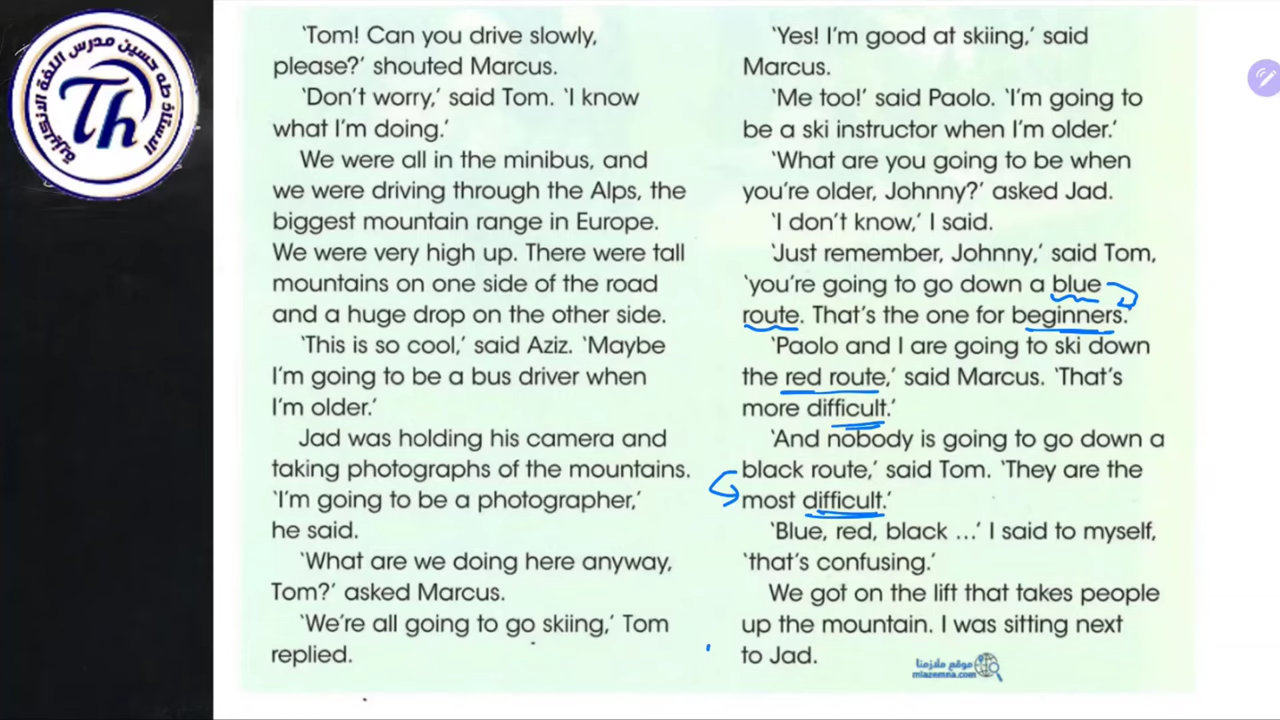 الاستاذ طه حسين مدرس اللغة الانكليزية
Th
‘Tom! Can you drive slowly,
please?’ shouted Marcus.
‘Don't worry,’ said Tom. ‘I know
what I'm doing.’
We were all in the minibus, and
we were driving through the Alps, the
biggest mountain range in Europe.
We were very high up. There were tall
mountains on one side of the road
and a huge drop on the other side.
‘This is so cool,’ said Aziz. ‘Maybe
I'm going to be a bus driver when
I'm older.’
Jad was holding his camera and
taking photographs of the mountains.
‘I'm going to be a photographer,’
he said.
‘What are we doing here anyway,
Tom?’ asked Marcus.
‘We're all going to go skiing,’ Tom
replied.
‘Yes! I'm good at skiing,’ said
Marcus.
‘Me too!’ said Paolo. ‘I'm going to
be a ski instructor when I'm older.’
‘What are you going to be when
you're older, Johnny?’ asked Jad.
‘I don't know,’ I said.
‘Just remember, Johnny,’ said Tom,
‘you're going to go down a blue
route. That's the one for beginners.’
‘Paolo and I are going to ski down
the red route,’ said Marcus. ‘That's
more difficult.’
‘And nobody is going to go down a
black route,’ said Tom. ‘They are the
most difficult.’
‘Blue, red, black …’ I said to myself,
‘that's confusing.’
We got on the lift that takes people
up the mountain. I was sitting next
to Jad.
موقع ملازمنا
mlazemna.com